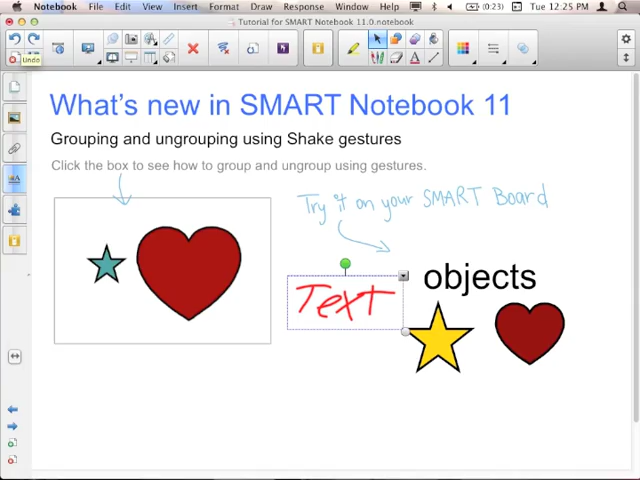 Notebook File Edit View Insert Format Draw Response Window Help (0:23) Tue 12:25 PM
Tutorial for SMART Notebook 11.0.notebook
Undo
What's new in SMART Notebook 11
Grouping and ungrouping using Shake gestures
Click the box to see how to group and ungroup using gestures.
Try it on your SMART Board
objects
Text